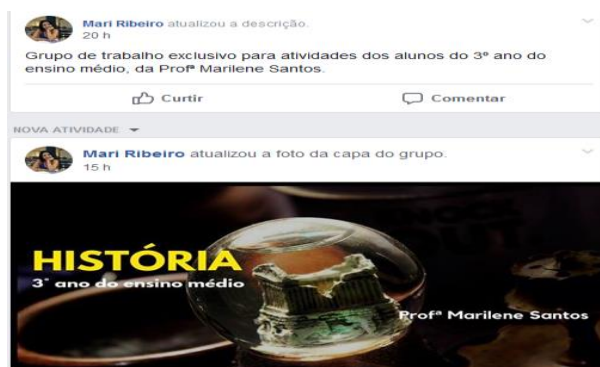 Mari Ribeiro atualizou a descrição.
20 h
Grupo de trabalho exclusivo para atividades dos alunos do 3º ano do
ensino médio, da Profª Marilene Santos.
Curtir
Comentar
NOVA ATIVIDADE
Mari Ribeiro atualizou a foto da capa do grupo.
15 h
HISTÓRIA
3° ano do ensino médio
Profª Marilene Santos